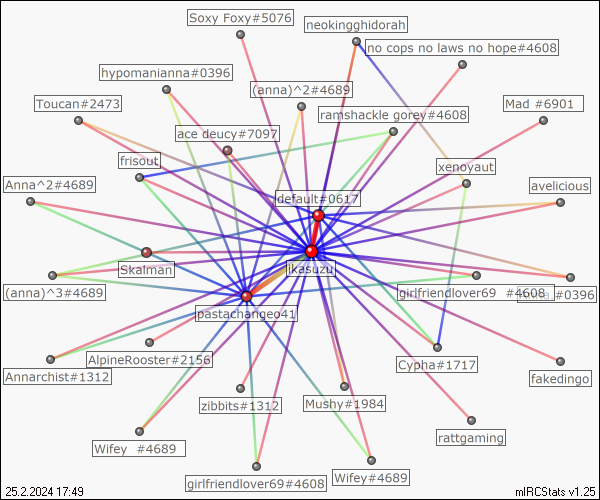 Soxy Foxy#5076
neokingghidorah
no cops no laws no hope#4608
hypomanianna#0396
(anna)^2#4689
Toucan#2473
ramshackle gorey#4608
Mad #6901
ace deucy#7097
frisout
xenoyaut
Anna^2#4689
avelicious
default#0617
Skalman
jikasuzu
(anna)^3#4689
girlfriendlover69 #4608
#0396
pastachangeo41
AlpineRooster#2156
Cypha#1717
Annarchist#1312
fakedingo
zibbits#1312
Mushy#1984
rattgaming
Wifey #4689
girlfriendlover69#4608
Wifey#4689
25.2.2024 17:49
mIRCStats v1.25